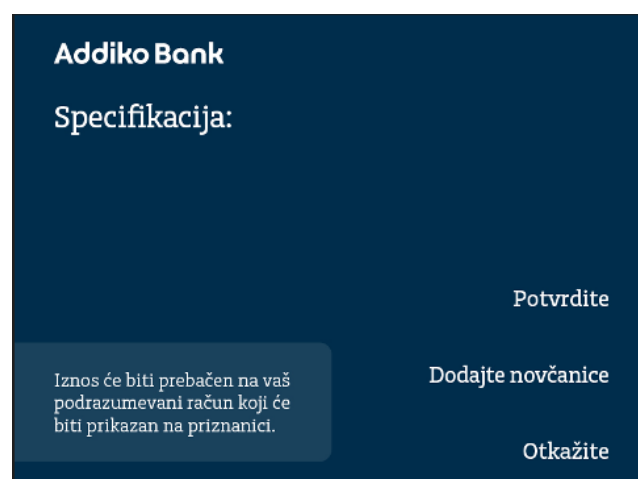 Addiko Bank
Specifikacija:
Potvrdite
Iznos će biti prebačen na vaš
podrazumevani račun koji će
biti prikazan na priznanici.
Dodajte novčanice
Otkažite